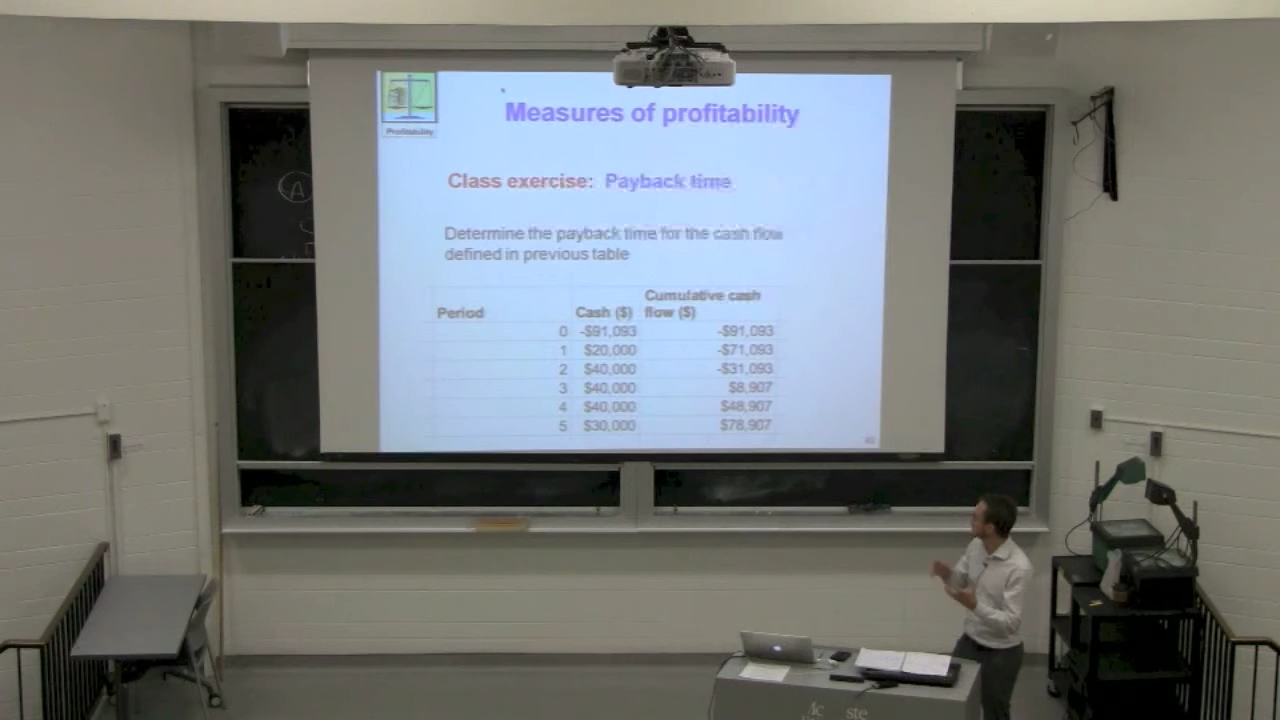 Profitability
Measures of profitability
Class exercise: Payback time
Determine the payback time for the cash flow
defined in previous table
Period Cash ($) Cumulative cash flow ($)
0 -$91,093 -$91,093
1 $20,000 -$71,093
2 $40,000 -$31,093
3 $40,000 $8,907
4 $40,000 $48,907
5 $30,000 $78,907
A